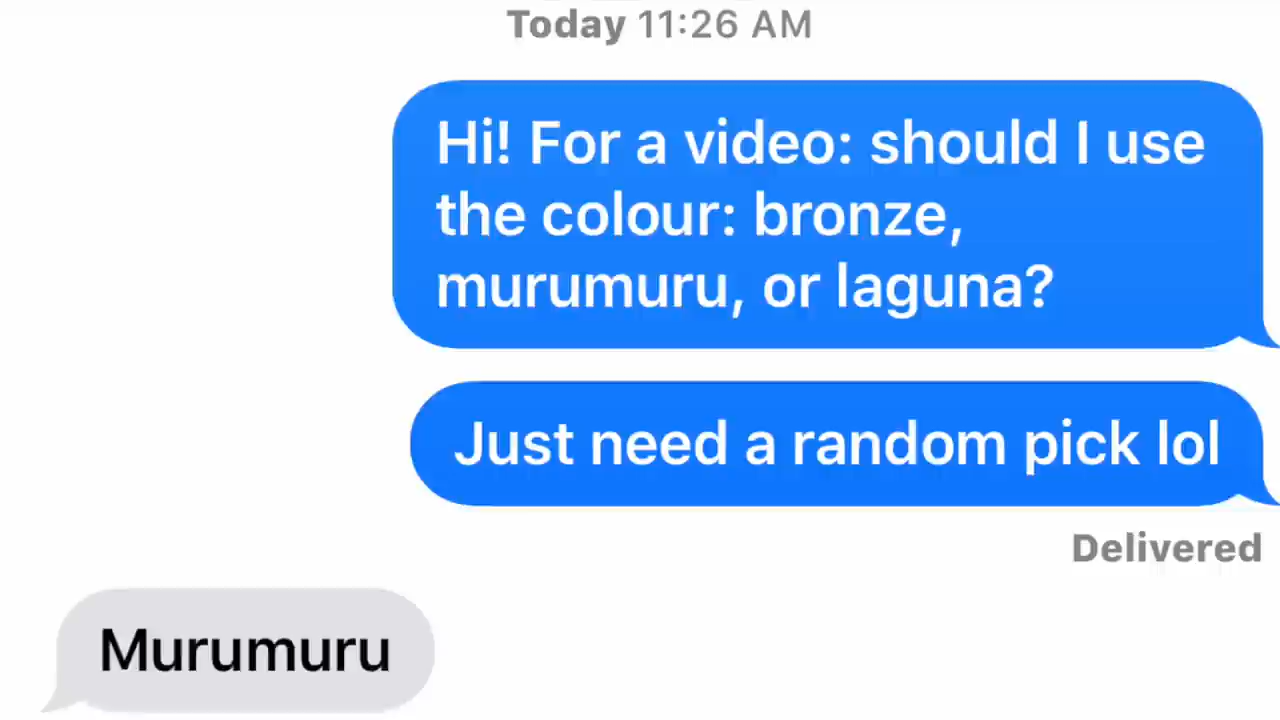 Today 11:26 AM
Hi! For a video: should I use
the colour: bronze,
murumuru, or laguna?
Just need a random pick lol
Delivered
Murumuru